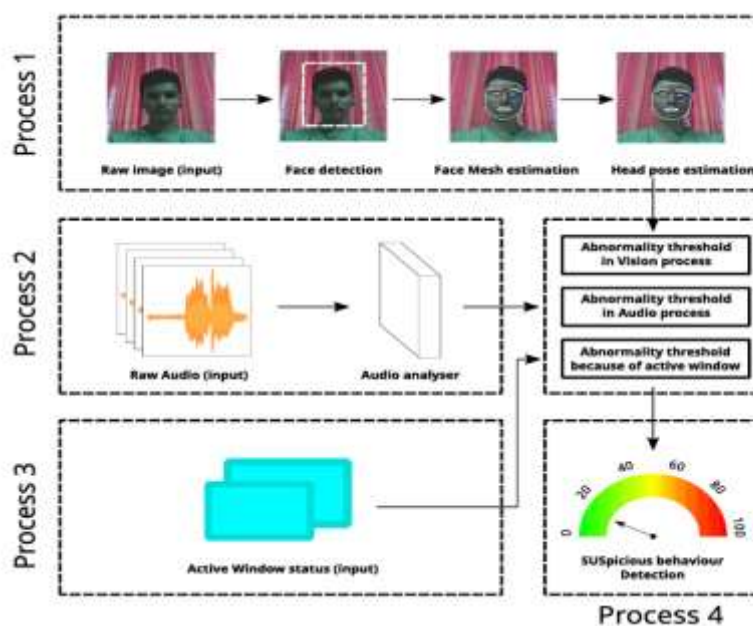 Process 1
Raw image (input)
Face detection
Face Mesh estimation
Head pose estimation
Process 2
Raw Audio (input)
Audio analyser
Abnormality threshold
in Vision process
Abnormality threshold
in Audio process
Abnormality threshold
because of active window
Process 3
Active Window status (input)
0
20
40
60
80
100
SUSpicious behaviour
Detection
Process 4